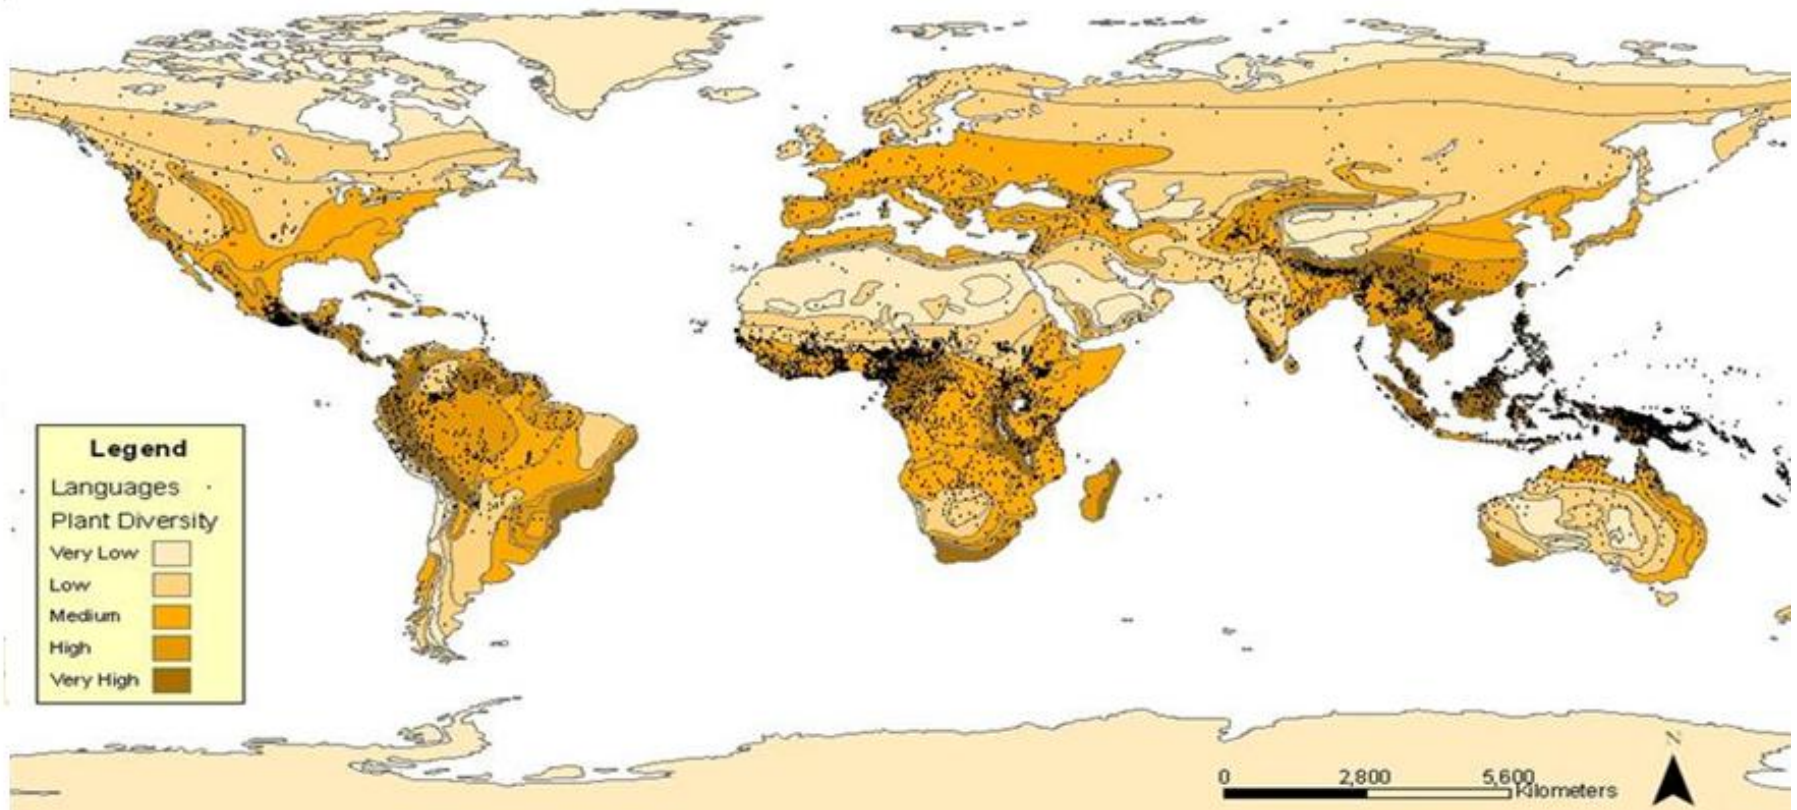 Legend
Languages
Plant Diversity
Very Low
Low
Medium
High
Very High
N
0 2,800 5,600 Kilometers